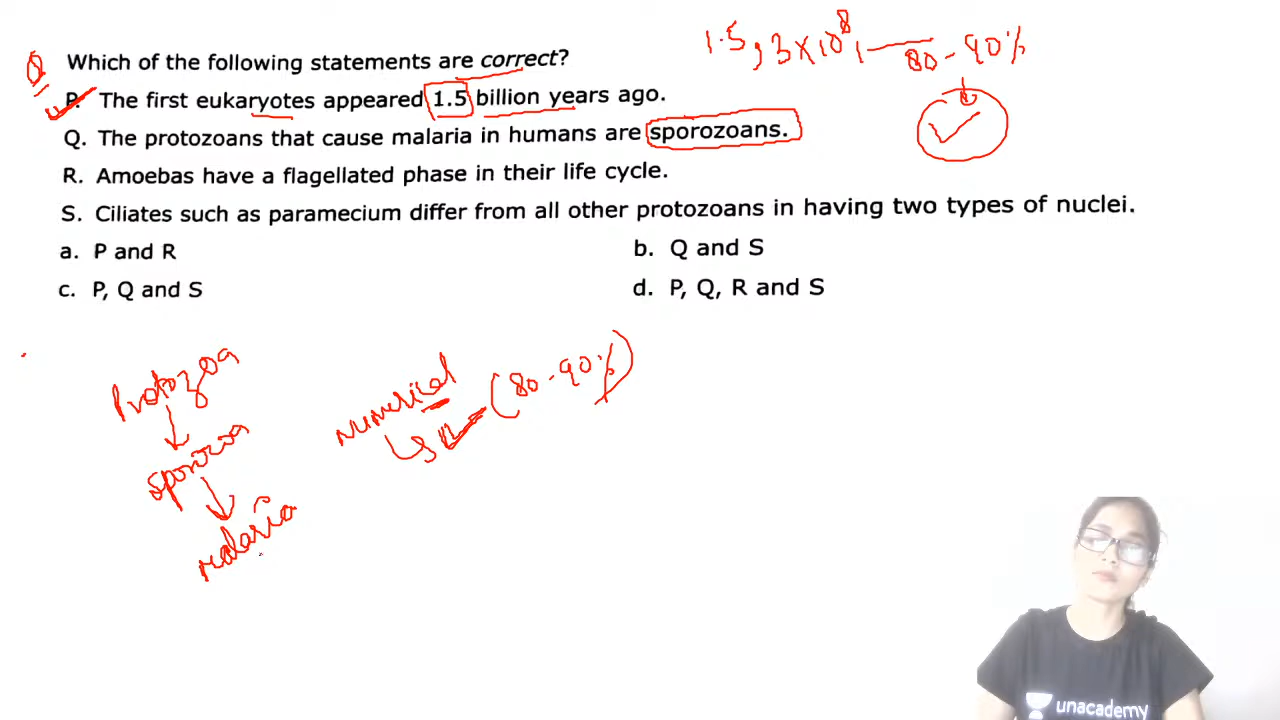 1.5, 3×10⁸, — 80-90%
Q Which of the following statements are correct?
P. The first eukaryotes appeared 1.5 billion years ago.
Q. The protozoans that cause malaria in humans are sporozoans.
R. Amoebas have a flagellated phase in their life cycle.
S. Ciliates such as paramecium differ from all other protozoans in having two types of nuclei.
a. P and R
b. Q and S
c. P, Q and S
d. P, Q, R and S
Protozoa
sporozoa
malaria
numerical
(80-90%)
unacademy